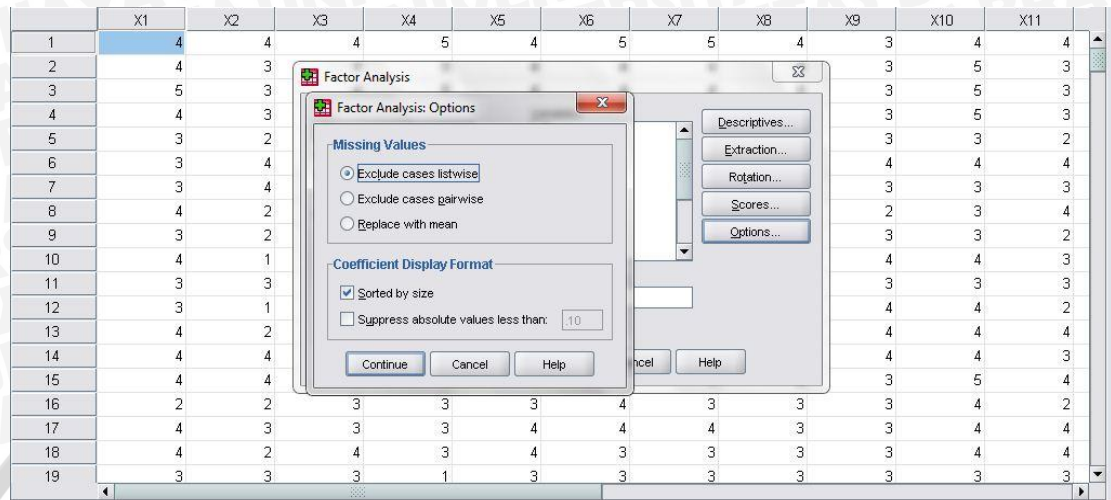 X1 X2 X3 X4 X5 X6 X7 X8 X9 X10 X11
1 4 4 4 5 4 5 5 4 3 4 4
2 4 3 3 5 3
Factor Analysis
3 5 3 3 5 3
Factor Analysis: Options
4 4 3 3 5 3
Descriptives...
5 3 2 3 3 2
Missing Values
Extraction...
6 3 4 4 4 4
Exclude cases listwise
Rotation...
7 3 4 3 3 3
Exclude cases pairwise
Scores...
8 4 2 2 3 4
Replace with mean
Options...
9 3 2 3 3 2
10 4 1 4 4 3
Coefficient Display Format
11 3 3 3 3 3
Sorted by size
12 3 1 4 4 2
Suppress absolute values less than: .10
13 4 2 4 4 4
14 4 4 4 4 3
Continue Cancel Help ncel Help
15 4 4 3 5 4
16 2 2 3 3 3 4 3 3 3 4 2
17 4 3 3 3 4 4 4 3 3 4 4
18 4 2 4 3 4 3 3 3 3 4 4
19 3 3 3 1 3 3 3 3 3 3 3